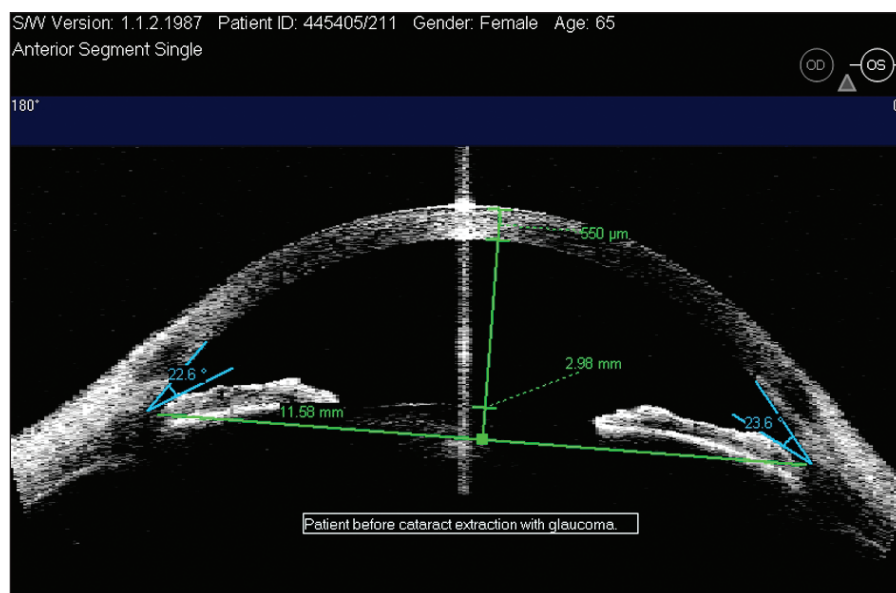 S/W Version: 1.1.2.1987 Patient ID: 445405/211 Gender: Female Age: 65
Anterior Segment Single
OD OS
180°
550 µm
2.98 mm
22.6 °
11.58 mm
23.6 °
Patient before cataract extraction with glaucoma.